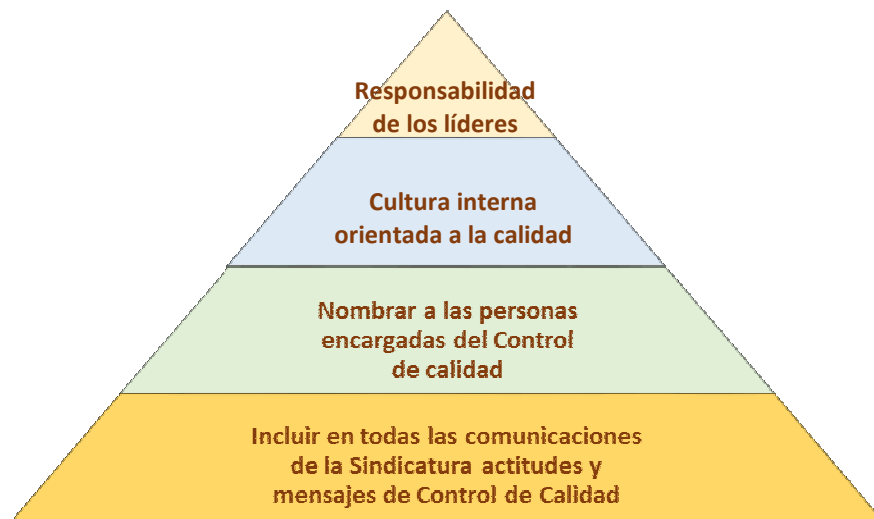 Responsabilidad
de los líderes
Cultura interna
orientada a la calidad
Nombrar a las personas
encargadas del Control
de calidad
Incluir en todas las comunicaciones
de la Sindicatura actitudes y
mensajes de Control de Calidad